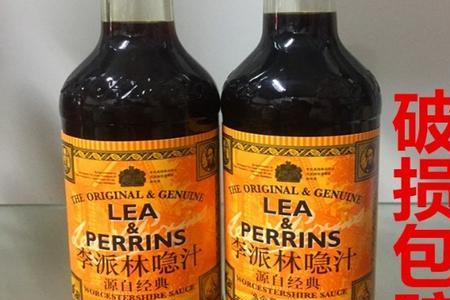 THE ORIGINAL & GENUINE
LEA
&
PERRINS
李派林喼汁
源自经典
WORCESTERSHIRE SAUCE
THE ORIGINAL & GENUINE
LEA
&
PERRINS
李派林喼汁
源自经典
WORCESTERSHIRE SAUCE
破
损
包